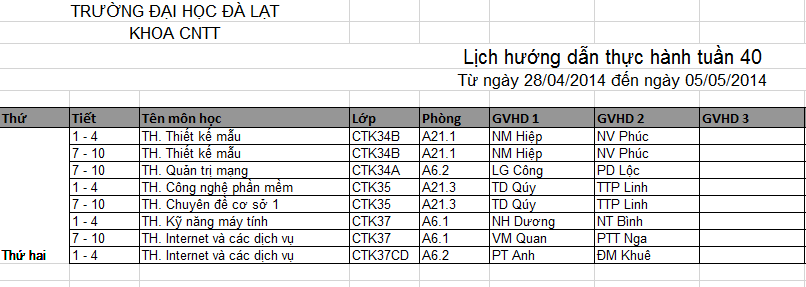 TRƯỜNG ĐẠI HỌC ĐÀ LẠT
KHOA CNTT
Lịch hướng dẫn thực hành tuần 40
Từ ngày 28/04/2014 đến ngày 05/05/2014
Thứ Tiết Tên môn học Lớp Phòng GVHD 1 GVHD 2 GVHD 3
1 - 4 TH. Thiết kế mẫu CTK34B A21.1 NM Hiệp NV Phúc
7 - 10 TH. Thiết kế mẫu CTK34B A21.1 NM Hiệp NV Phúc
7 - 10 TH. Quản trị mạng CTK34A A6.2 LG Công PD Lộc
1 - 4 TH. Công nghệ phần mềm CTK35 A21.3 TD Qúy TTP Linh
7 - 10 TH. Chuyên đề cơ sở 1 CTK35 A21.3 TD Qúy TTP Linh
1 - 4 TH. Kỹ năng máy tính CTK37 A6.1 NH Dương NT Bình
7 - 10 TH. Internet và các dịch vụ CTK37 A6.1 VM Quan PTT Nga
Thứ hai 1 - 4 TH. Internet và các dịch vụ CTK37CD A6.2 PT Anh ĐM Khuê